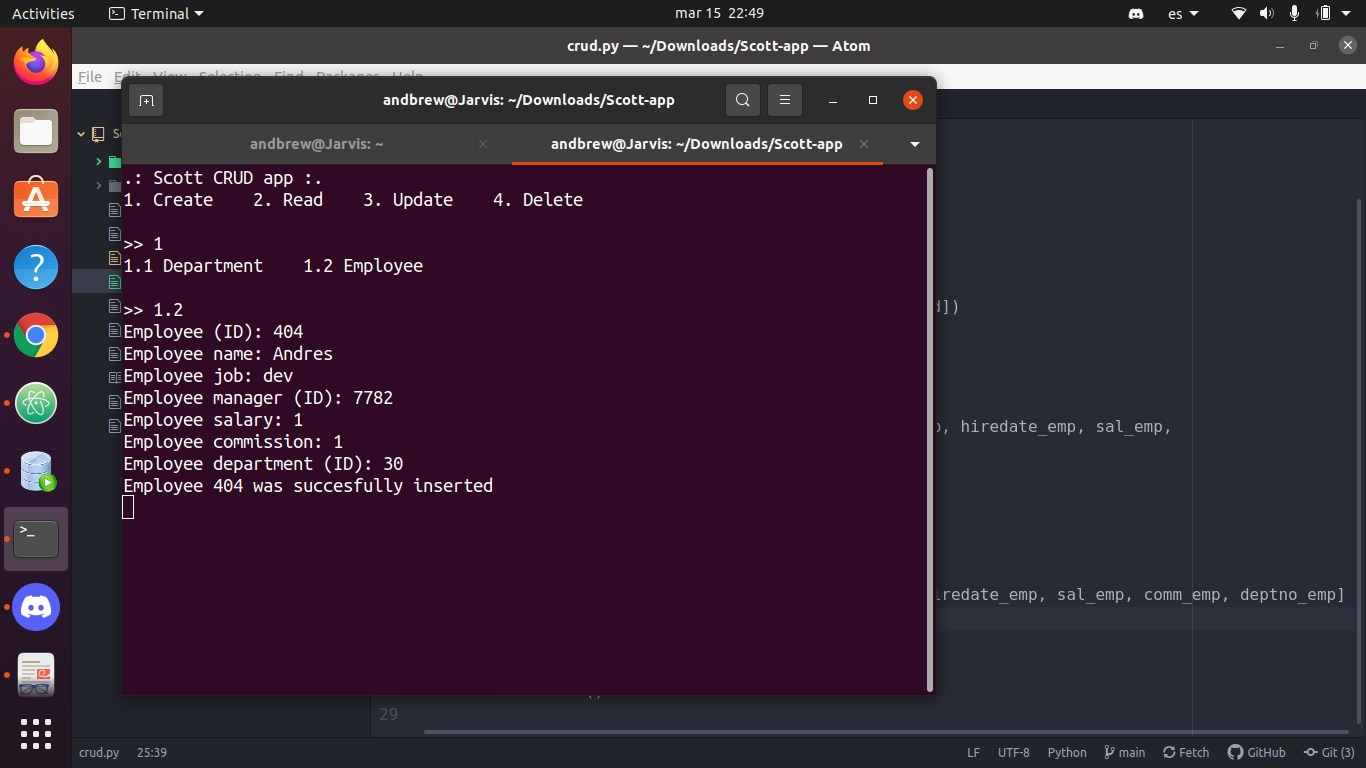 Activities
Terminal
mar 15 22:49
es
crud.py — ~/Downloads/Scott-app — Atom
File Edit View Selection Find Packages Help
andbrew@Jarvis: ~/Downloads/Scott-app
andbrew@Jarvis: ~
andbrew@Jarvis: ~/Downloads/Scott-app
.: Scott CRUD app :.
1. Create    2. Read    3. Update    4. Delete
>> 1
1.1 Department    1.2 Employee
>> 1.2
Employee (ID): 404
Employee name: Andres
Employee job: dev
Employee manager (ID): 7782
Employee salary: 1
Employee commission: 1
Employee department (ID): 30
Employee 404 was succesfully inserted
])
, hiredate_emp, sal_emp,
iredate_emp, sal_emp, comm_emp, deptno_emp]
29
crud.py 25:39
LF UTF-8 Python main Fetch GitHub Git (3)